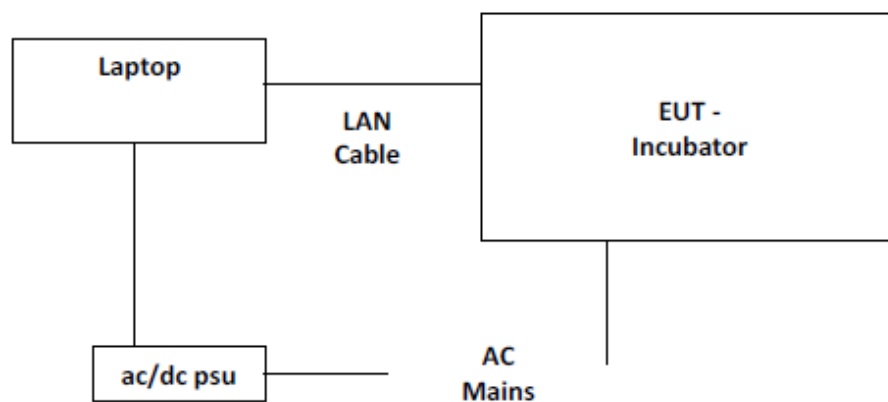 Laptop
LAN
Cable
EUT -
Incubator
ac/dc psu
AC
Mains